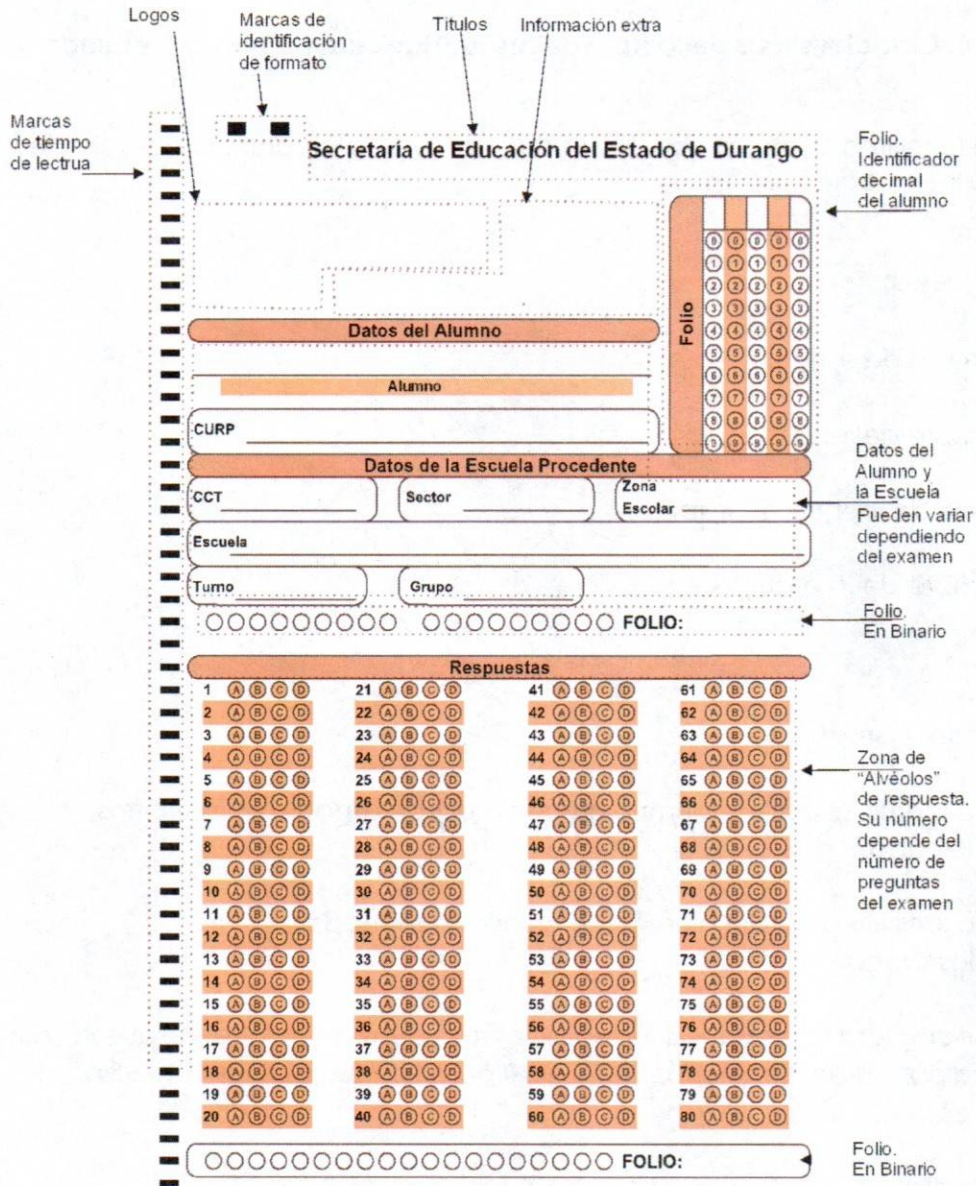 Logos
Marcas de
identificación
de formato
Titulos
Información extra
Marcas
de tiempo
de lectrua
Secretaría de Educación del Estado de Durango
Folio.
Identificador
decimal
del alumno
Folio
0 0 0 0 0
1 1 1 1 1
2 2 2 2 2
3 3 3 3 3
4 4 4 4 4
5 5 5 5 5
6 6 6 6 6
7 7 7 7 7
8 8 8 8 8
9 9 9 9 9
Datos del Alumno
Alumno
CURP
Datos de la Escuela Procedente
CCT
Sector
Zona
Escolar
Escuela
Turno
Grupo
Datos del
Alumno y
la Escuela
Pueden variar
dependiendo
del examen
FOLIO:
Folio.
En Binario
Respuestas
1 A B C D 21 A B C D 41 A B C D 61 A B C D
2 A B C D 22 A B C D 42 A B C D 62 A B C D
3 A B C D 23 A B C D 43 A B C D 63 A B C D
4 A B C D 24 A B C D 44 A B C D 64 A B C D
5 A B C D 25 A B C D 45 A B C D 65 A B C D
6 A B C D 26 A B C D 46 A B C D 66 A B C D
7 A B C D 27 A B C D 47 A B C D 67 A B C D
8 A B C D 28 A B C D 48 A B C D 68 A B C D
9 A B C D 29 A B C D 49 A B C D 69 A B C D
10 A B C D 30 A B C D 50 A B C D 70 A B C D
11 A B C D 31 A B C D 51 A B C D 71 A B C D
12 A B C D 32 A B C D 52 A B C D 72 A B C D
13 A B C D 33 A B C D 53 A B C D 73 A B C D
14 A B C D 34 A B C D 54 A B C D 74 A B C D
15 A B C D 35 A B C D 55 A B C D 75 A B C D
16 A B C D 36 A B C D 56 A B C D 76 A B C D
17 A B C D 37 A B C D 57 A B C D 77 A B C D
18 A B C D 38 A B C D 58 A B C D 78 A B C D
19 A B C D 39 A B C D 59 A B C D 79 A B C D
20 A B C D 40 A B C D 60 A B C D 80 A B C D
Zona de
"Alvéolos"
de respuesta.
Su número
depende del
número de
preguntas
del examen
FOLIO:
Folio.
En Binario